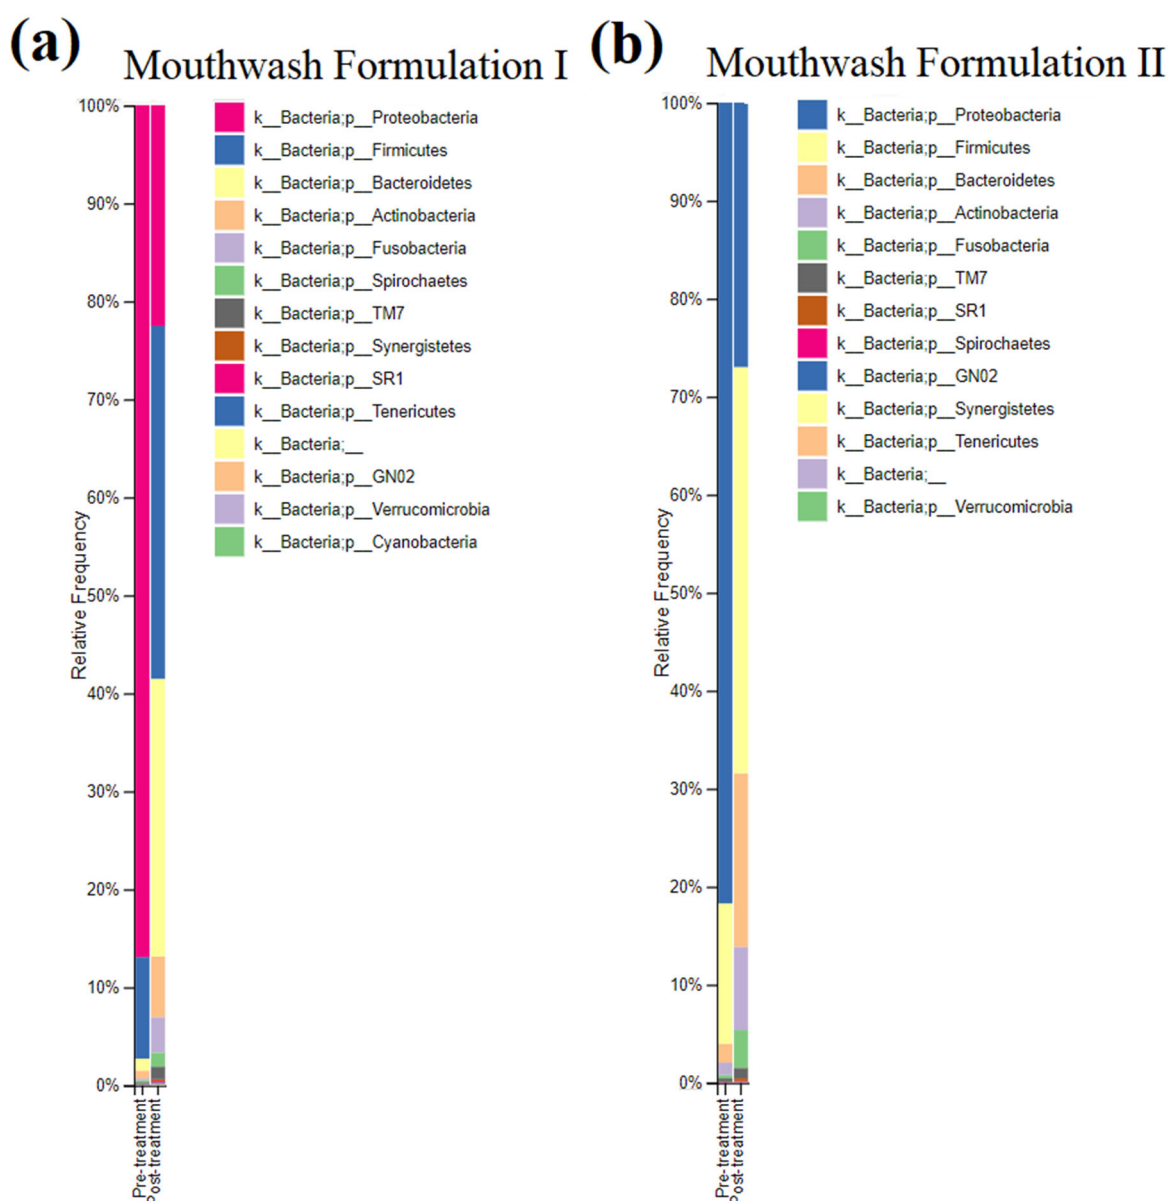 (a)
Mouthwash Formulation I
100%
90%
80%
70%
60%
50%
40%
30%
20%
10%
0%
Relative Frequency
Pre-treatment
Post-treatment
k__Bacteria;p__Proteobacteria
k__Bacteria;p__Firmicutes
k__Bacteria;p__Bacteroidetes
k__Bacteria;p__Actinobacteria
k__Bacteria;p__Fusobacteria
k__Bacteria;p__Spirochaetes
k__Bacteria;p__TM7
k__Bacteria;p__Synergistetes
k__Bacteria;p__SR1
k__Bacteria;p__Tenericutes
k__Bacteria;__
k__Bacteria;p__GN02
k__Bacteria;p__Verrucomicrobia
k__Bacteria;p__Cyanobacteria
(b)
Mouthwash Formulation II
100%
90%
80%
70%
60%
50%
40%
30%
20%
10%
0%
Relative Frequency
Pre-treatment
Post-treatment
k__Bacteria;p__Proteobacteria
k__Bacteria;p__Firmicutes
k__Bacteria;p__Bacteroidetes
k__Bacteria;p__Actinobacteria
k__Bacteria;p__Fusobacteria
k__Bacteria;p__TM7
k__Bacteria;p__SR1
k__Bacteria;p__Spirochaetes
k__Bacteria;p__GN02
k__Bacteria;p__Synergistetes
k__Bacteria;p__Tenericutes
k__Bacteria;__
k__Bacteria;p__Verrucomicrobia